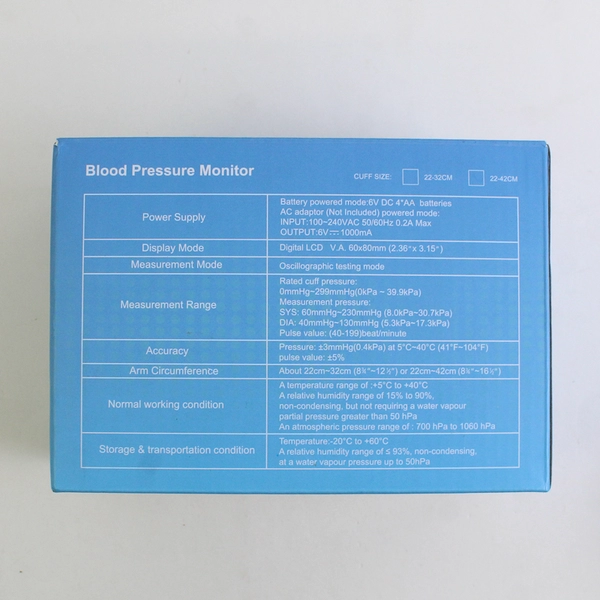 Blood Pressure Monitor
CUFF SIZE: 22-32CM 22-42CM
Power Supply
Battery powered mode:6V DC 4*AA batteries
AC adaptor (Not Included) powered mode:
INPUT:100~240VAC 50/60Hz 0.2A Max
OUTPUT:6V⎓1000mA
Display Mode
Digital LCD V.A. 60x80mm (2.36"x 3.15")
Measurement Mode
Oscillographic testing mode
Measurement Range
Rated cuff pressure:
0mmHg~299mmHg(0kPa ~ 39.9kPa)
Measurement pressure:
SYS: 60mmHg~230mmHg (8.0kPa~30.7kPa)
DIA: 40mmHg~130mmHg (5.3kPa~17.3kPa)
Pulse value: (40-199)beat/minute
Accuracy
Pressure: ±3mmHg(0.4kPa) at 5°C~40°C (41°F~104°F)
pulse value: ±5%
Arm Circumference
About 22cm~32cm or 22cm~42cm
Normal working condition
A temperature range of :+5°C to +40°C
A relative humidity range of 15% to 90%,
non-condensing, but not requiring a water vapour
partial pressure greater than 50 hPa
An atmospheric pressure range of : 700 hPa to 1060 hPa
Storage & transportation condition
Temperature:-20°C to +60°C
A relative humidity range of ≤ 93%, non-condensing,
at a water vapour pressure up to 50hPa